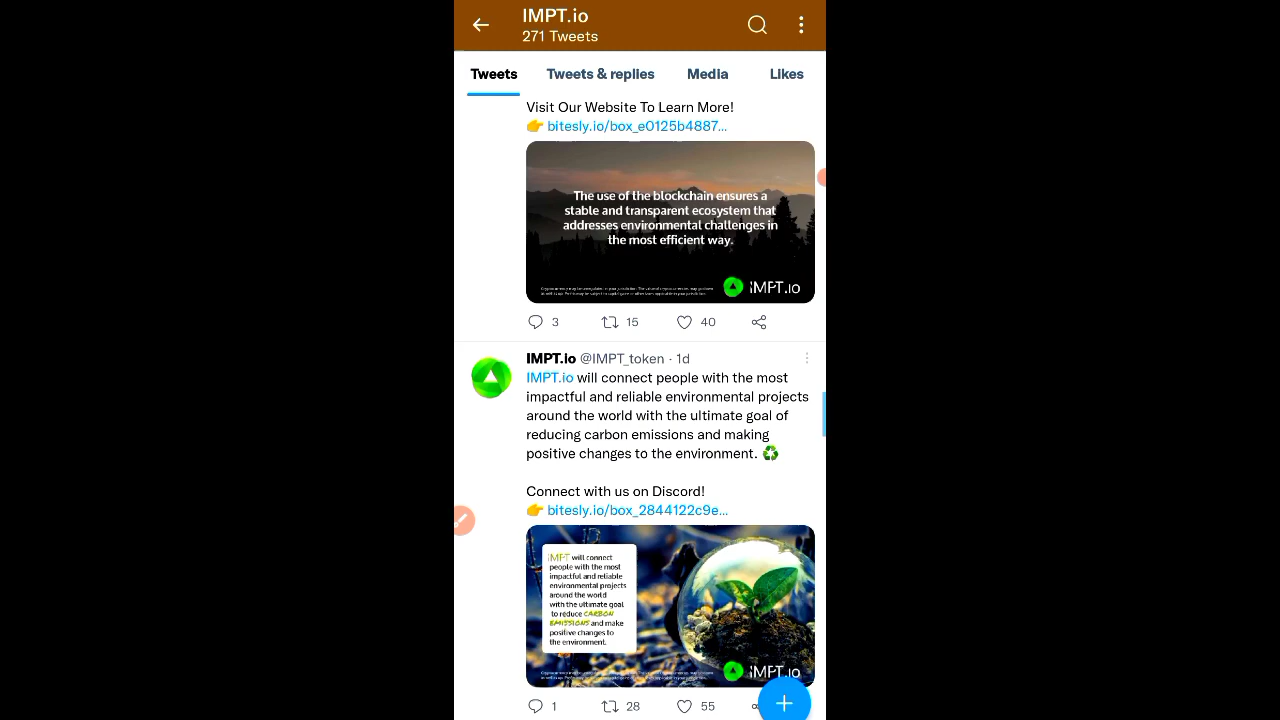 IMPT.io
271 Tweets
Tweets
Tweets & replies
Media
Likes
Visit Our Website To Learn More!
👉 bitesly.io/box_e0125b4887...
The use of the blockchain ensures a
stable and transparent ecosystem that
addresses environmental challenges in
the most efficient way.
IMPT.io
3 15 40
IMPT.io @IMPT_token · 1d
IMPT.io will connect people with the most
impactful and reliable environmental projects
around the world with the ultimate goal of
reducing carbon emissions and making
positive changes to the environment. ♻️
Connect with us on Discord!
👉 bitesly.io/box_2844122c9e...
IMPT will connect
people with the most
impactful and reliable
environmental projects
around the world
with the ultimate goal
to reduce CARBON
EMISSIONS and make
positive changes to
the environment.
IMPT.io
1 28 55